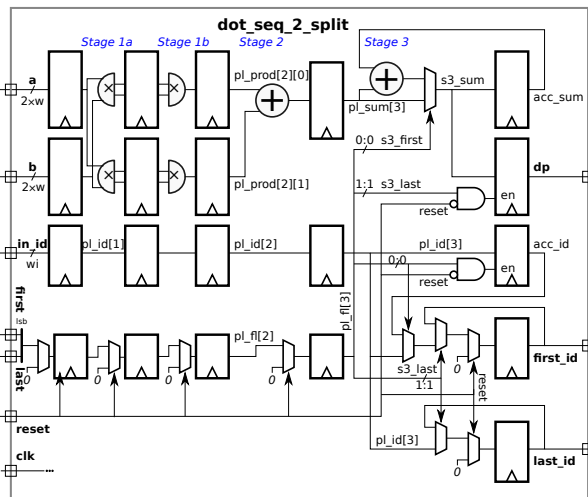 dot_seq_2_split
Stage 1a
Stage 1b
Stage 2
Stage 3
a
2×w
×
×
pl_prod[2][0]
+
+
s3_sum
pl_sum[3]
acc_sum
0:0 s3_first
b
2×w
×
×
pl_prod[2][1]
1:1 s3_last
reset
en
dp
in_id
wi
pl_id[1]
pl_id[2]
pl_id[3]
acc_id
0:0
reset
en
first
lsb
last
0
0
0
pl_fl[2]
0
pl_fl[3]
0
first_id
s3_last
1:1
reset
reset
clk
...
pl_id[3]
0
last_id